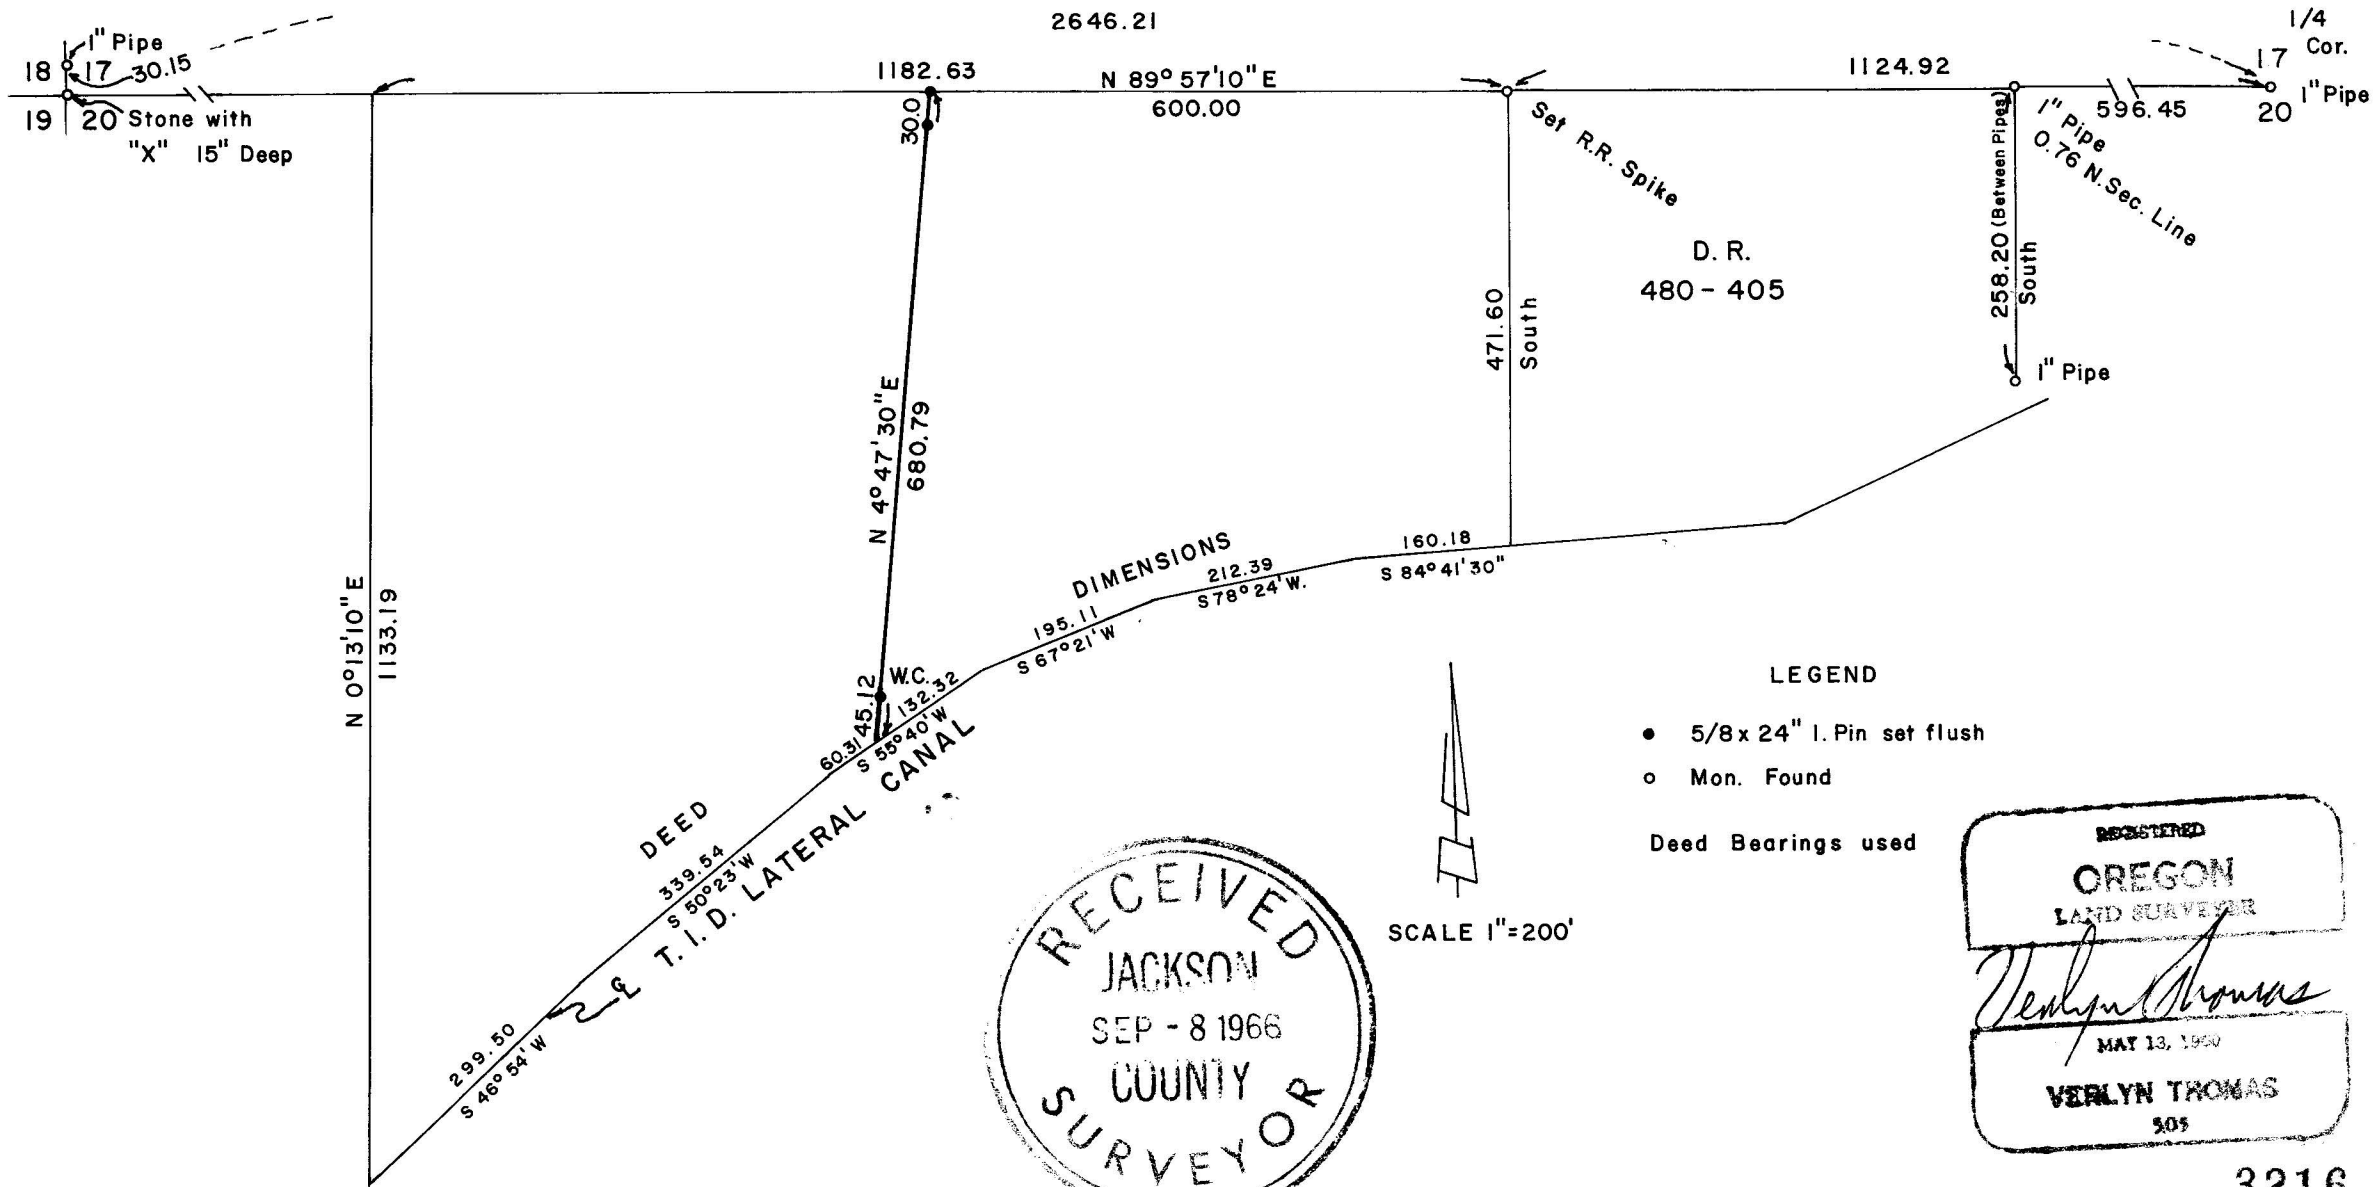 2646.21
1/4
Cor.
1" Pipe
18
17
30.15
1182.63
N 89° 57'10" E
600.00
1124.92
17
19
20
Stone with
"X" 15" Deep
30.0
596.45
20
1" Pipe
Set R.R. Spike
1" Pipe
0.76 N. Sec. Line
258.20 (Between Pipes)
South
D. R.
480 - 405
471.60
South
1" Pipe
N 4° 47' 30" E
680.79
N 0° 13' 10" E
1133.19
DEED
DIMENSIONS
160.18
S 84° 41' 30"
212.39
S 78° 24' W.
195.11
S 67° 21' W
W.C.
45.12
132.32
60.31
S 55° 40' W
339.54
S 50° 23' W
T. I. D. LATERAL CANAL
299.50
S 46° 54' W
LEGEND
5/8 x 24" I. Pin set flush
Mon. Found
Deed Bearings used
SCALE 1"=200'
RECEIVED
JACKSON
SEP - 8 1966
COUNTY
SURVEYOR
REGISTERED
OREGON
LAND SURVEYOR
Verlyn Thomas
MAY 13, 1960
VERLYN THOMAS
505
3216